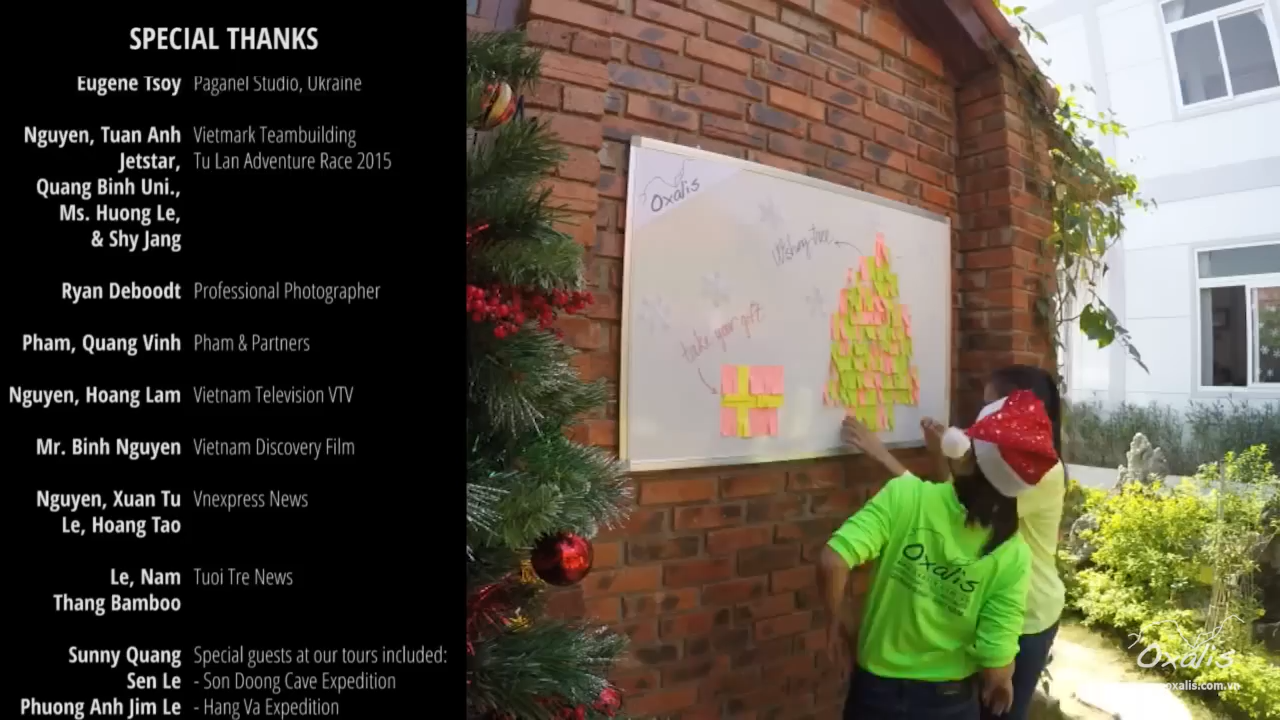 SPECIAL THANKS
Eugene Tsoy Paganel Studio, Ukraine
Nguyen, Tuan Anh Vietmark Teambuilding
Jetstar, Tu Lan Adventure Race 2015
Quang Binh Uni.,
Ms. Huong Le,
& Shy Jang
Ryan Deboodt Professional Photographer
Pham, Quang Vinh Pham & Partners
Nguyen, Hoang Lam Vietnam Television VTV
Mr. Binh Nguyen Vietnam Discovery Film
Nguyen, Xuan Tu Vnexpress News
Le, Hoang Tao
Le, Nam Tuoi Tre News
Thang Bamboo
Sunny Quang Special guests at our tours included:
Sen Le - Son Doong Cave Expedition
Phuong Anh Jim Le - Hang Va Expedition
Oxalis
Wishing tree
take your gift
Oxalis
Oxalis
oxalis.com.vn